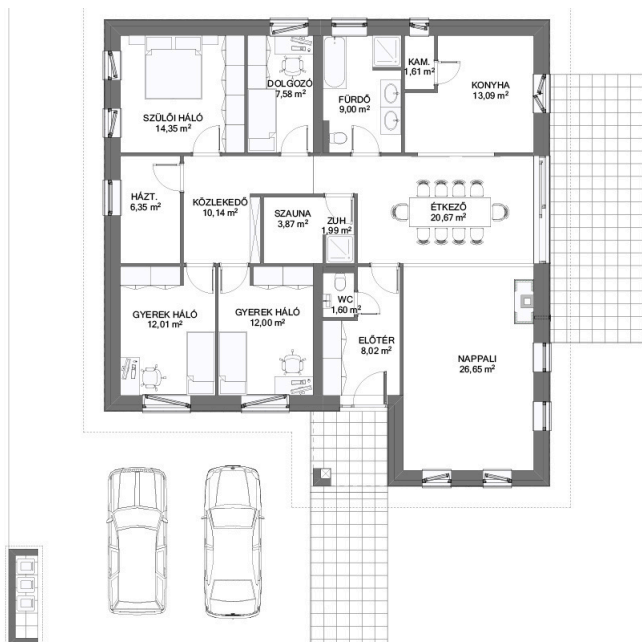 SZÜLŐI HÁLÓ
14,35 m²
DOLGOZÓ
7,58 m²
FÜRDŐ
9,00 m²
KAM.
1,61 m²
KONYHA
13,09 m²
HÁZT.
6,35 m²
KÖZLEKEDŐ
10,14 m²
SZAUNA
3,87 m²
ZUH.
1,99 m²
ÉTKEZŐ
20,67 m²
GYEREK HÁLÓ
12,01 m²
GYEREK HÁLÓ
12,00 m²
WC
1,60 m²
ELŐTÉR
8,02 m²
NAPPALI
26,65 m²